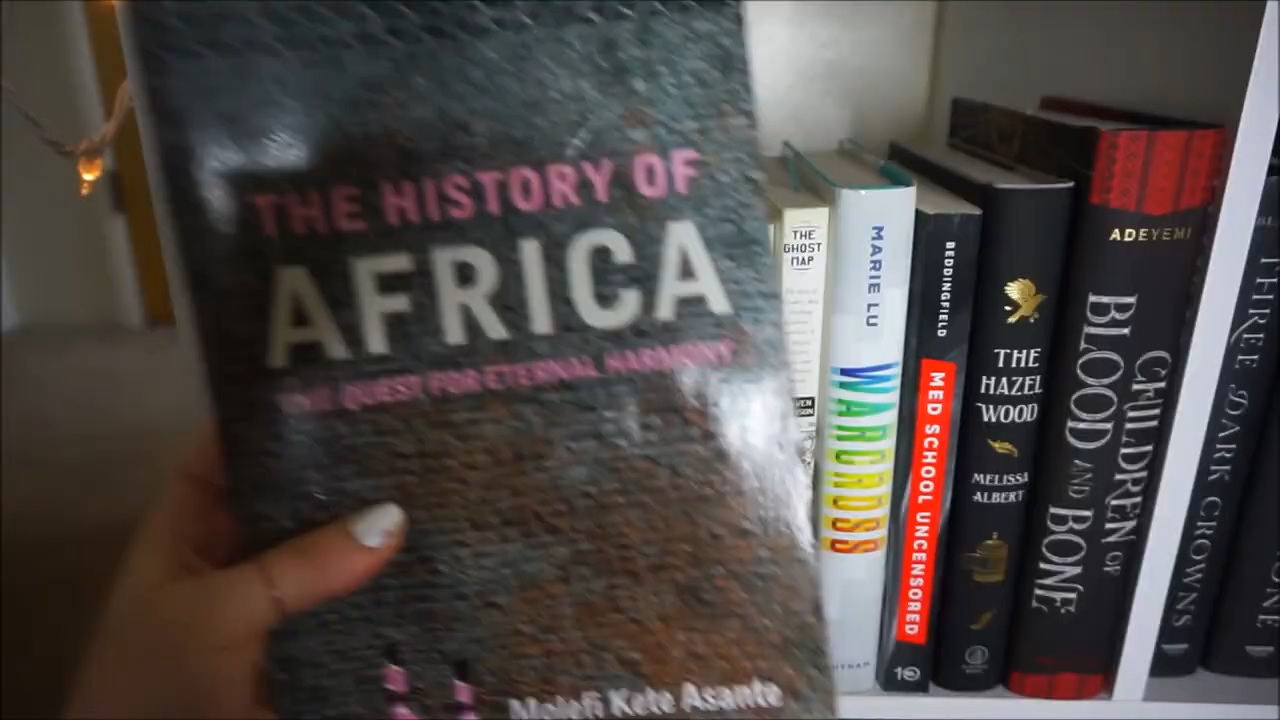 THE HISTORY OF
AFRICA
THE QUEST FOR ETERNAL HARMONY
Molefi Kete Asante
THE
GHOST
MAP
MARIE LU
WARCROSS
BEDDINGFIELD
MED SCHOOL UNCENSORED
THE
HAZEL
WOOD
MELISSA
ALBERT
ADEYEMI
CHILDREN OF
BLOOD AND BONE
THREE DARK CROWNS